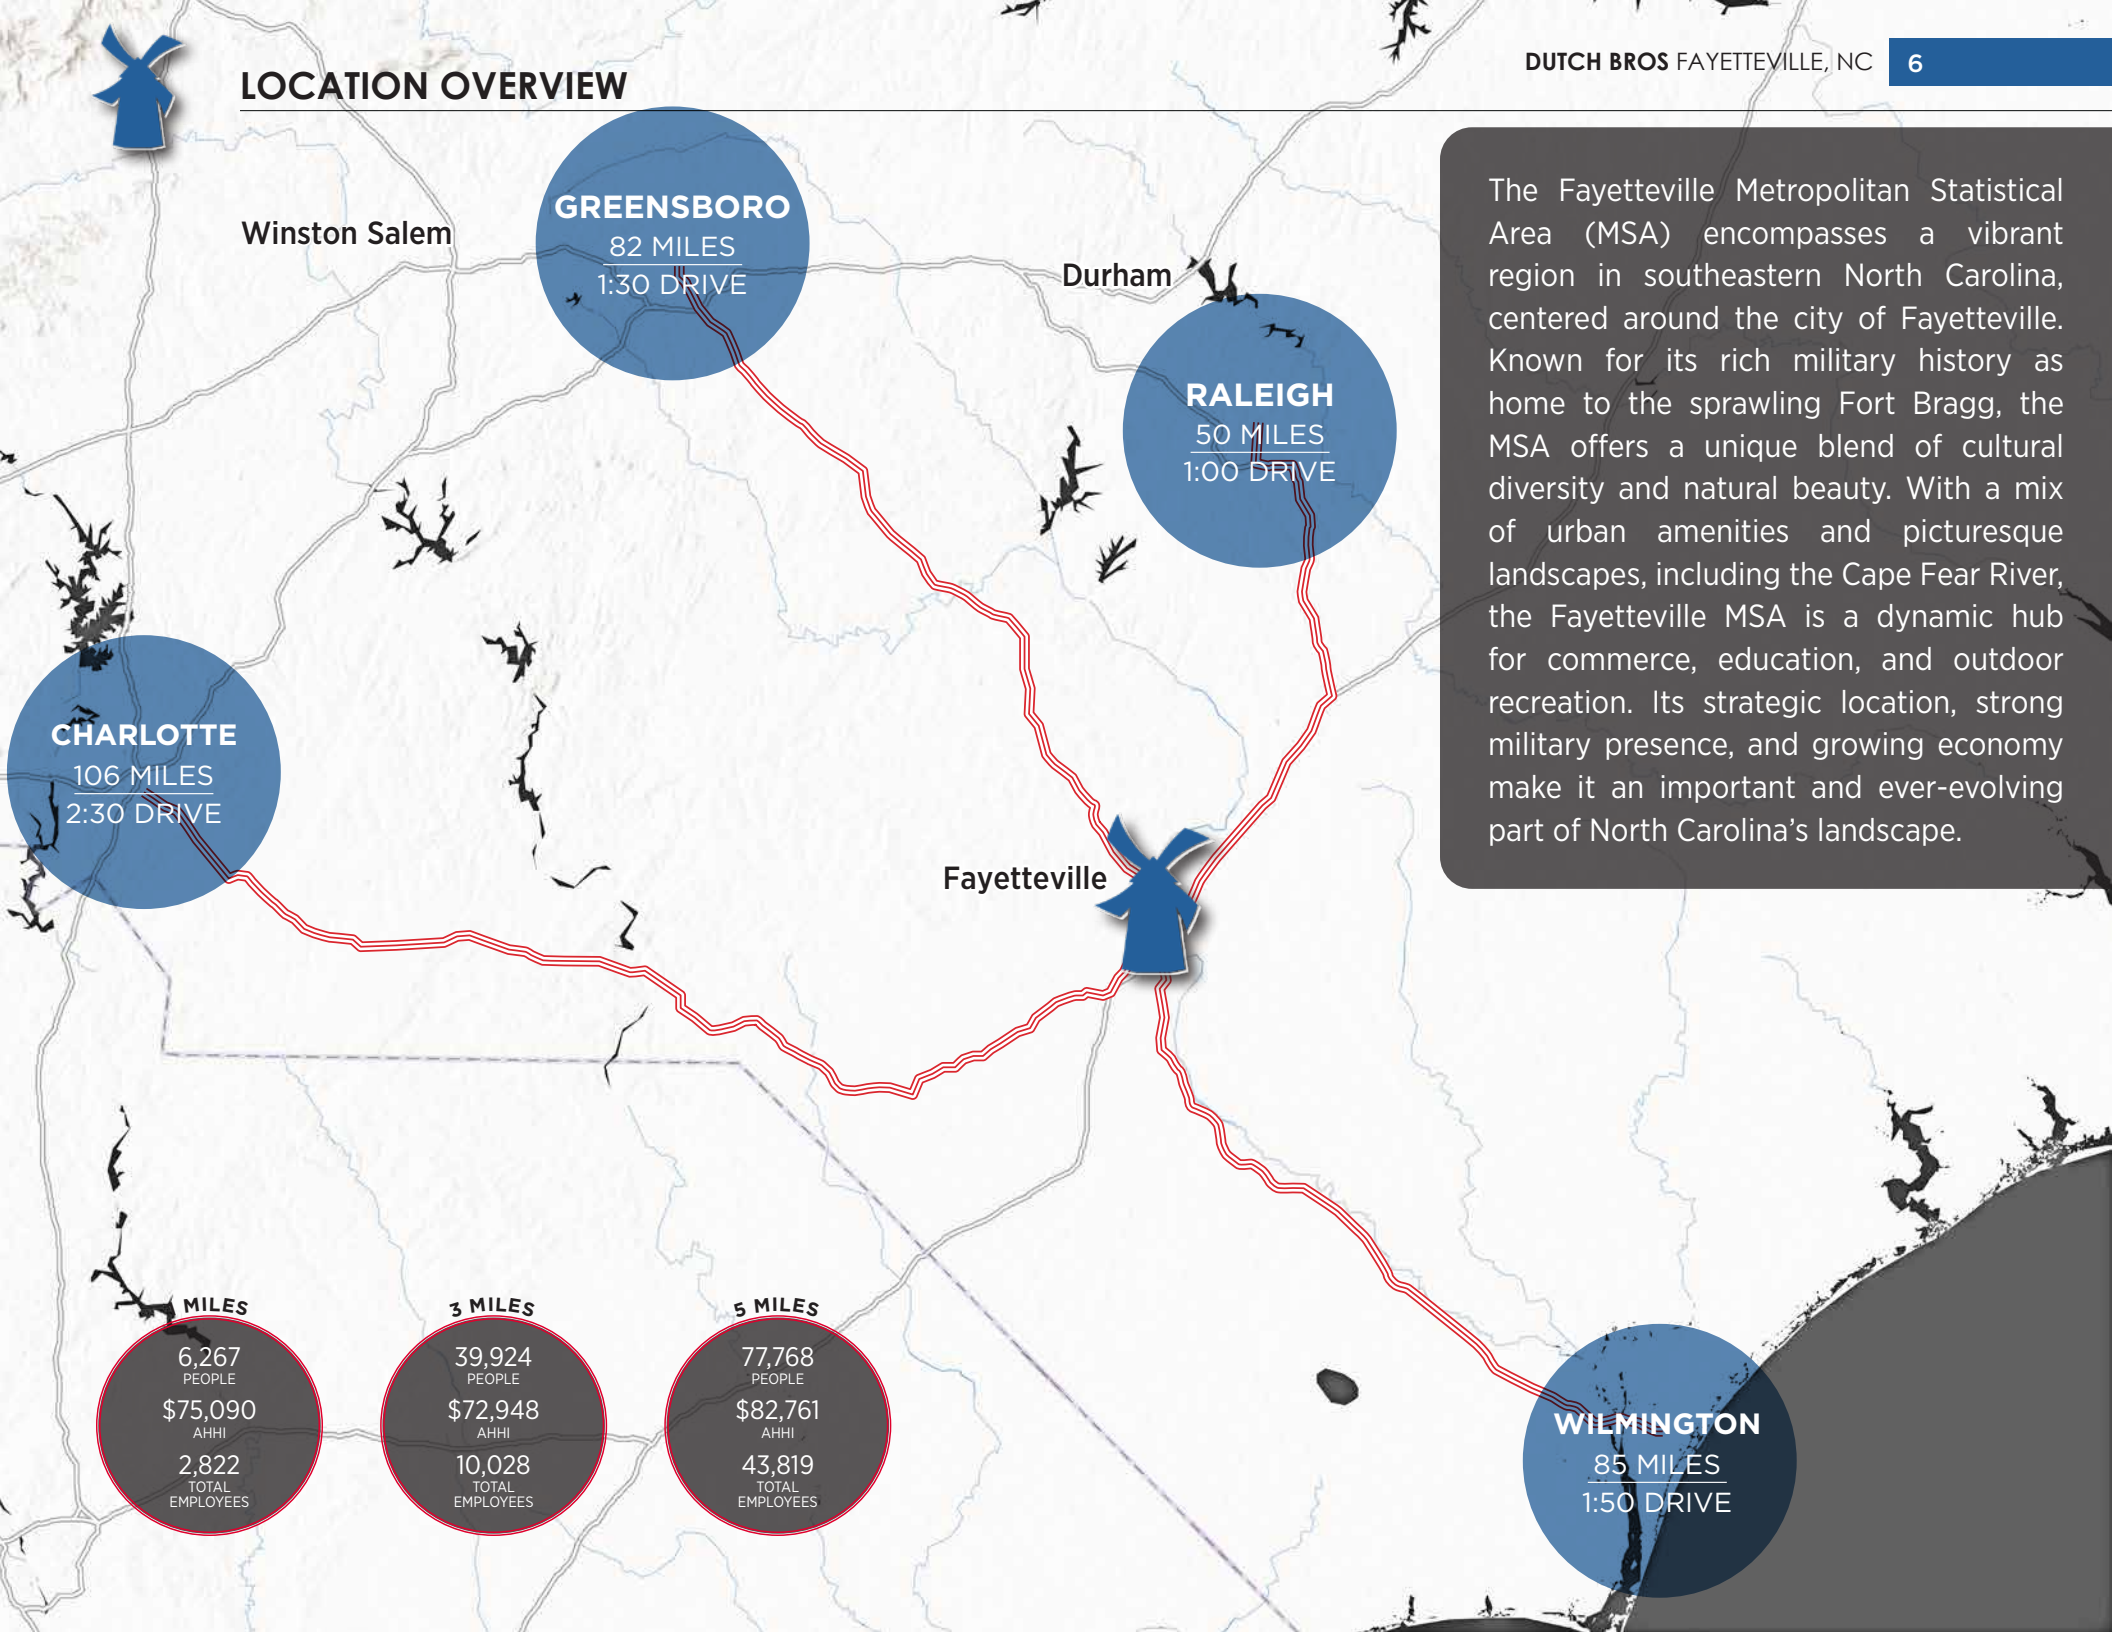 LOCATION OVERVIEW
DUTCH BROS FAYETTEVILLE, NC
6
GREENSBORO
82 MILES
1:30 DRIVE
Winston Salem
Durham
RALEIGH
50 MILES
1:00 DRIVE
CHARLOTTE
106 MILES
2:30 DRIVE
Fayetteville
The Fayetteville Metropolitan Statistical
Area (MSA) encompasses a vibrant
region in southeastern North Carolina,
centered around the city of Fayetteville.
Known for its rich military history as
home to the sprawling Fort Bragg, the
MSA offers a unique blend of cultural
diversity and natural beauty. With a mix
of urban amenities and picturesque
landscapes, including the Cape Fear River,
the Fayetteville MSA is a dynamic hub
for commerce, education, and outdoor
recreation. Its strategic location, strong
military presence, and growing economy
make it an important and ever-evolving
part of North Carolina’s landscape.
MILES
6,267
PEOPLE
$75,090
AHHI
2,822
TOTAL
EMPLOYEES
3 MILES
39,924
PEOPLE
$72,948
AHHI
10,028
TOTAL
EMPLOYEES
5 MILES
77,768
PEOPLE
$82,761
AHHI
43,819
TOTAL
EMPLOYEES
WILMINGTON
85 MILES
1:50 DRIVE